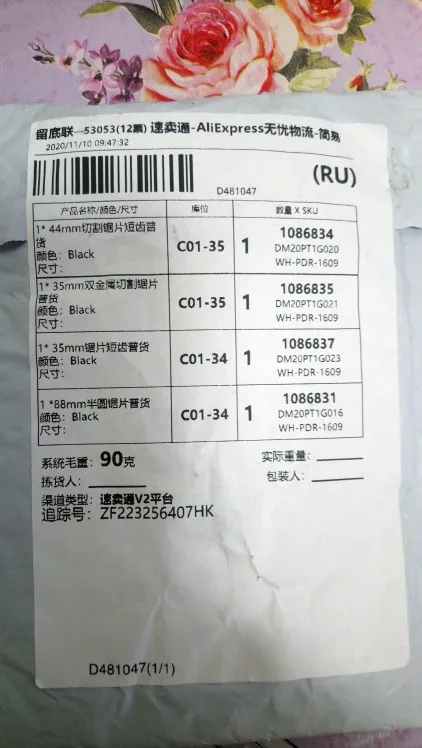 留底联--53053(12票) 速卖通-AliExpress无忧物流-简易
2020/11/10 09:47:32
D481047
(RU)
产品名称/颜色/尺寸 库位 数量 X SKU
1* 44mm切割锯片短齿普
货
颜色：Black
尺寸：
C01-35
1
1086834
DM20PT1G020
WH-PDR-1609
1* 35mm双金属切割锯片
普货
颜色：Black
尺寸：
C01-35
1
1086835
DM20PT1G021
WH-PDR-1609
1* 35mm锯片短齿普货
颜色：Black
尺寸：
C01-34
1
1086837
DM20PT1G023
WH-PDR-1609
1 *88mm半圆锯片普货
颜色：Black
尺寸：
C01-34
1
1086831
DM20PT1G016
WH-PDR-1609
系统毛重：90克 实际重量：
拣货人： 包装人：
渠道类型：速卖通V2平台
追踪号：ZF223256407HK
D481047(1/1)